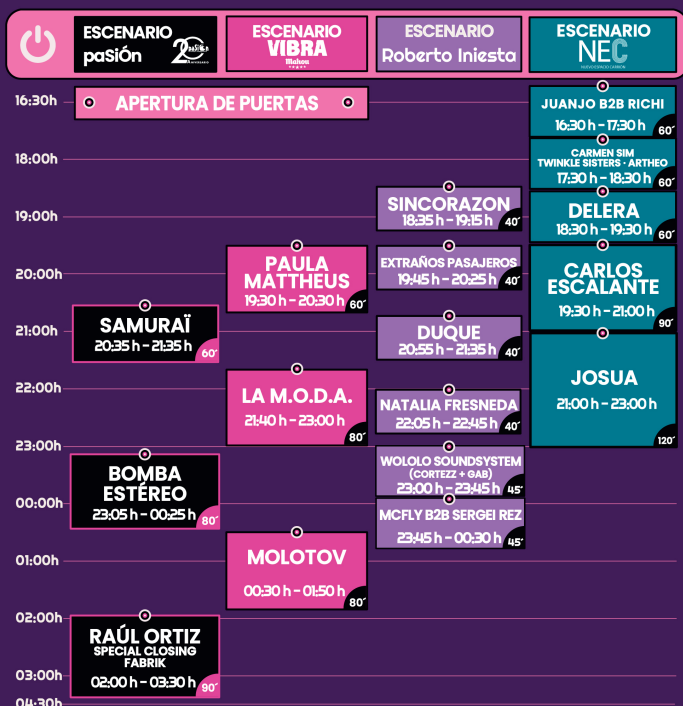 ESCENARIO
paSión
20
ANIVERSARIO
ESCENARIO
VIBRA
Mahou
ESCENARIO
Roberto Iniesta
ESCENARIO
NEC
NUEVO ESPACIO CARBÓN
16:30h
APERTURA DE PUERTAS
18:00h
19:00h
20:00h
21:00h
22:00h
23:00h
00:00h
01:00h
02:00h
03:00h
04:30h
SAMURAÏ
20:35 h - 21:35 h
60´
BOMBA
ESTÉREO
23:05 h - 00:25 h
80´
RAÚL ORTIZ
SPECIAL CLOSING
FABRIK
02:00 h - 03:30 h
90´
PAULA
MATTHEUS
19:30 h - 20:30 h
60´
LA M.O.D.A.
21:40 h - 23:00 h
80´
MOLOTOV
00:30 h - 01:50 h
80´
SINCORAZON
18:35 h - 19:15 h
40´
EXTRAÑOS PASAJEROS
19:45 h - 20:25 h
40´
DUQUE
20:55 h - 21:35 h
40´
NATALIA FRESNEDA
22:05 h - 22:45 h
40´
WOLOLO SOUNDSYSTEM
(CORTEZZ + GAB)
23:00 h - 23:45 h
45´
MCFLY B2B SERGEI REZ
23:45 h - 00:30 h
45´
JUANJO B2B RICHI
16:30 h - 17:30 h
60´
CARMEN SIM
TWINKLE SISTERS · ARTHEO
17:30 h - 18:30 h
60´
DELERA
18:30 h - 19:30 h
60´
CARLOS
ESCALANTE
19:30 h - 21:00 h
90´
JOSUA
21:00 h - 23:00 h
120´